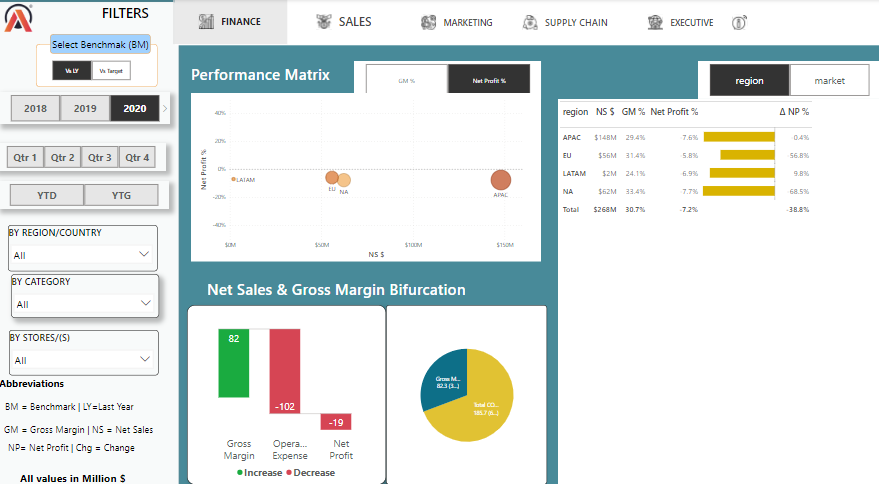 FILTERS
FINANCE
SALES
MARKETING
SUPPLY CHAIN
EXECUTIVE
Select Benchmak (BM)
Vs LY
Vs Target
2018
2019
2020
Qtr 1
Qtr 2
Qtr 3
Qtr 4
YTD
YTG
BY REGION/COUNTRY
All
BY CATEGORY
All
BY STORES/(S)
All
Abbreviations
BM = Benchmark | LY=Last Year
GM = Gross Margin | NS = Net Sales
NP= Net Profit | Chg = Change
All values in Million $
Performance Matrix
GM %
Net Profit %
40%
20%
0%
-20%
-40%
Net Profit %
LATAM
EU
NA
APAC
$0M
$50M
$100M
$150M
NS $
region
market
region NS $ GM % Net Profit % Δ NP %
APAC $148M 29.4% -7.6% 0.4%
EU $56M 31.4% -5.8% 56.8%
LATAM $2M 24.1% -6.9% 9.8%
NA $62M 33.4% -7.7% -68.5%
Total $268M 30.7% -7.2% -38.8%
Net Sales & Gross Margin Bifurcation
82
-102
-19
Gross Margin
Opera... Expense
Net Profit
Increase Decrease
Gross M...
82.3 (3...)
Total CO...
185.7 (6...)